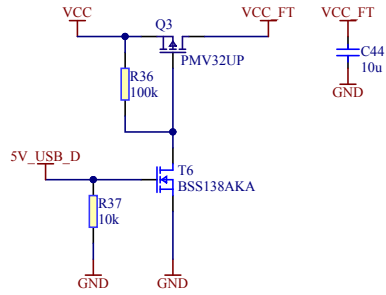 VCC
Q3
VCC_FT
VCC_FT
PMV32UP
C44
10u
R36
100k
GND
5V_USB_D
T6
BSS138AKA
R37
10k
GND
GND